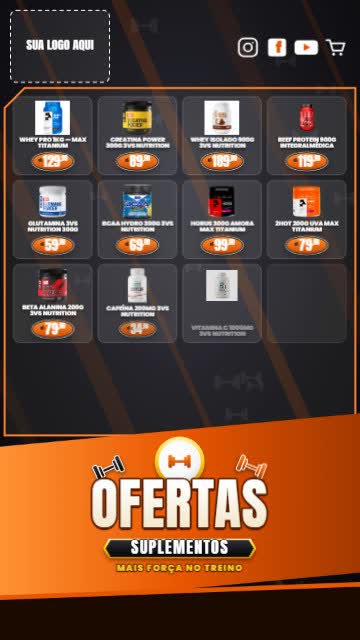 SUA LOGO AQUI
WHEY PRO 1KG — MAX
TITANIUM
129
CREATINA POWER
300G 3VS NUTRITION
89
WHEY ISOLADO 900G
3VS NUTRITION
189
BEEF PROTEIN 900G
INTEGRALMÉDICA
119
GLUTAMINA 3VS
NUTRITION 300G
59
BCAA HYDRO 300G 3VS
NUTRITION
69
HORUS 300G AMORA
MAX TITANIUM
99
2HOT 200G UVA MAX
TITANIUM
79
BETA ALANINA 200G
3VS NUTRITION
79
CAFEÍNA 200MG 3VS
NUTRITION
34
VITAMINA C 1000MG
3VS NUTRITION
OFERTAS
SUPLEMENTOS
MAIS FORÇA NO TREINO